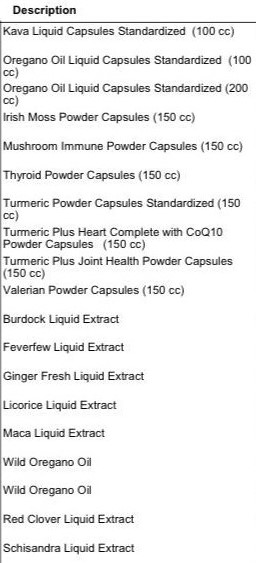 Description
Kava Liquid Capsules Standardized (100 cc)
Oregano Oil Liquid Capsules Standardized (100
cc)
Oregano Oil Liquid Capsules Standardized (200
cc)
Irish Moss Powder Capsules (150 cc)
Mushroom Immune Powder Capsules (150 cc)
Thyroid Powder Capsules (150 cc)
Turmeric Powder Capsules Standardized (150
cc)
Turmeric Plus Heart Complete with CoQ10
Powder Capsules (150 cc)
Turmeric Plus Joint Health Powder Capsules
(150 cc)
Valerian Powder Capsules (150 cc)
Burdock Liquid Extract
Feverfew Liquid Extract
Ginger Fresh Liquid Extract
Licorice Liquid Extract
Maca Liquid Extract
Wild Oregano Oil
Wild Oregano Oil
Red Clover Liquid Extract
Schisandra Liquid Extract